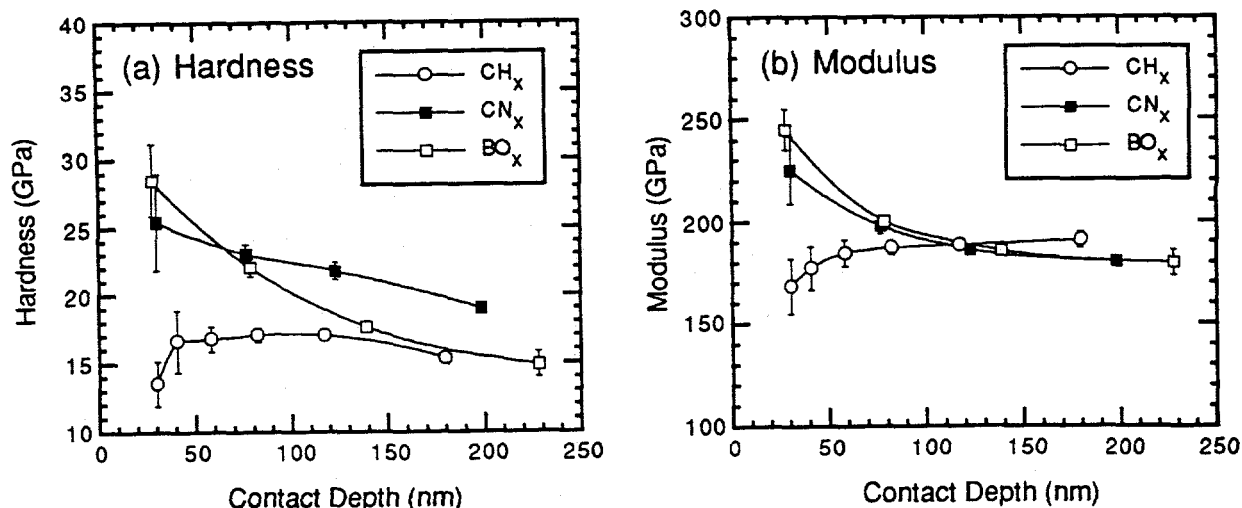 (a) Hardness
CHx
CNx
BOx
40
35
30
25
20
15
10
Hardness (GPa)
0
50
100
150
200
250
Contact Depth (nm)
(b) Modulus
CHx
CNx
BOx
300
250
200
150
100
Modulus (GPa)
0
50
100
150
200
250
Contact Depth (nm)